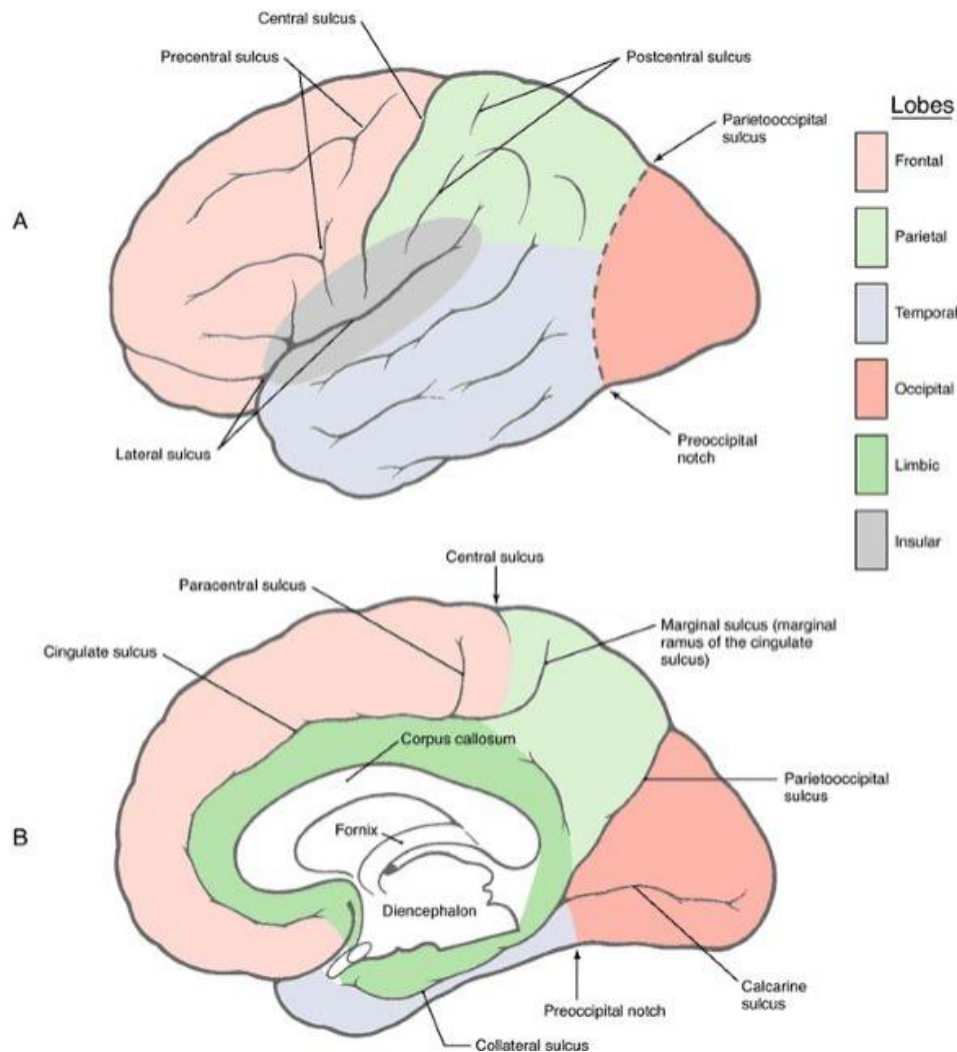 Central sulcus
Precentral sulcus
Postcentral sulcus
Parietooccipital
sulcus
A
Lateral sulcus
Preoccipital
notch
Lobes
Frontal
Parietal
Temporal
Occipital
Limbic
Insular
Central sulcus
Paracentral sulcus
Cingulate sulcus
Marginal sulcus (marginal
ramus of the cingulate
sulcus)
Corpus callosum
Parietooccipital
sulcus
B
Fornix
Diencephalon
Calcarine
sulcus
Preoccipital notch
Collateral sulcus